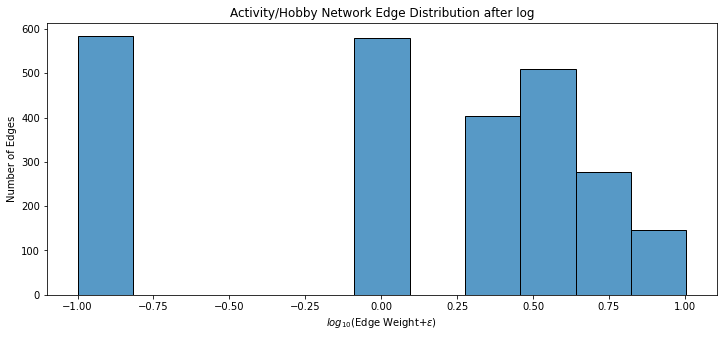 Activity/Hobby Network Edge Distribution after log
Number of Edges
600
500
400
300
200
100
0
−1.00 −0.75 −0.50 −0.25 0.00 0.25 0.50 0.75 1.00
log₁₀(Edge Weight+ε)